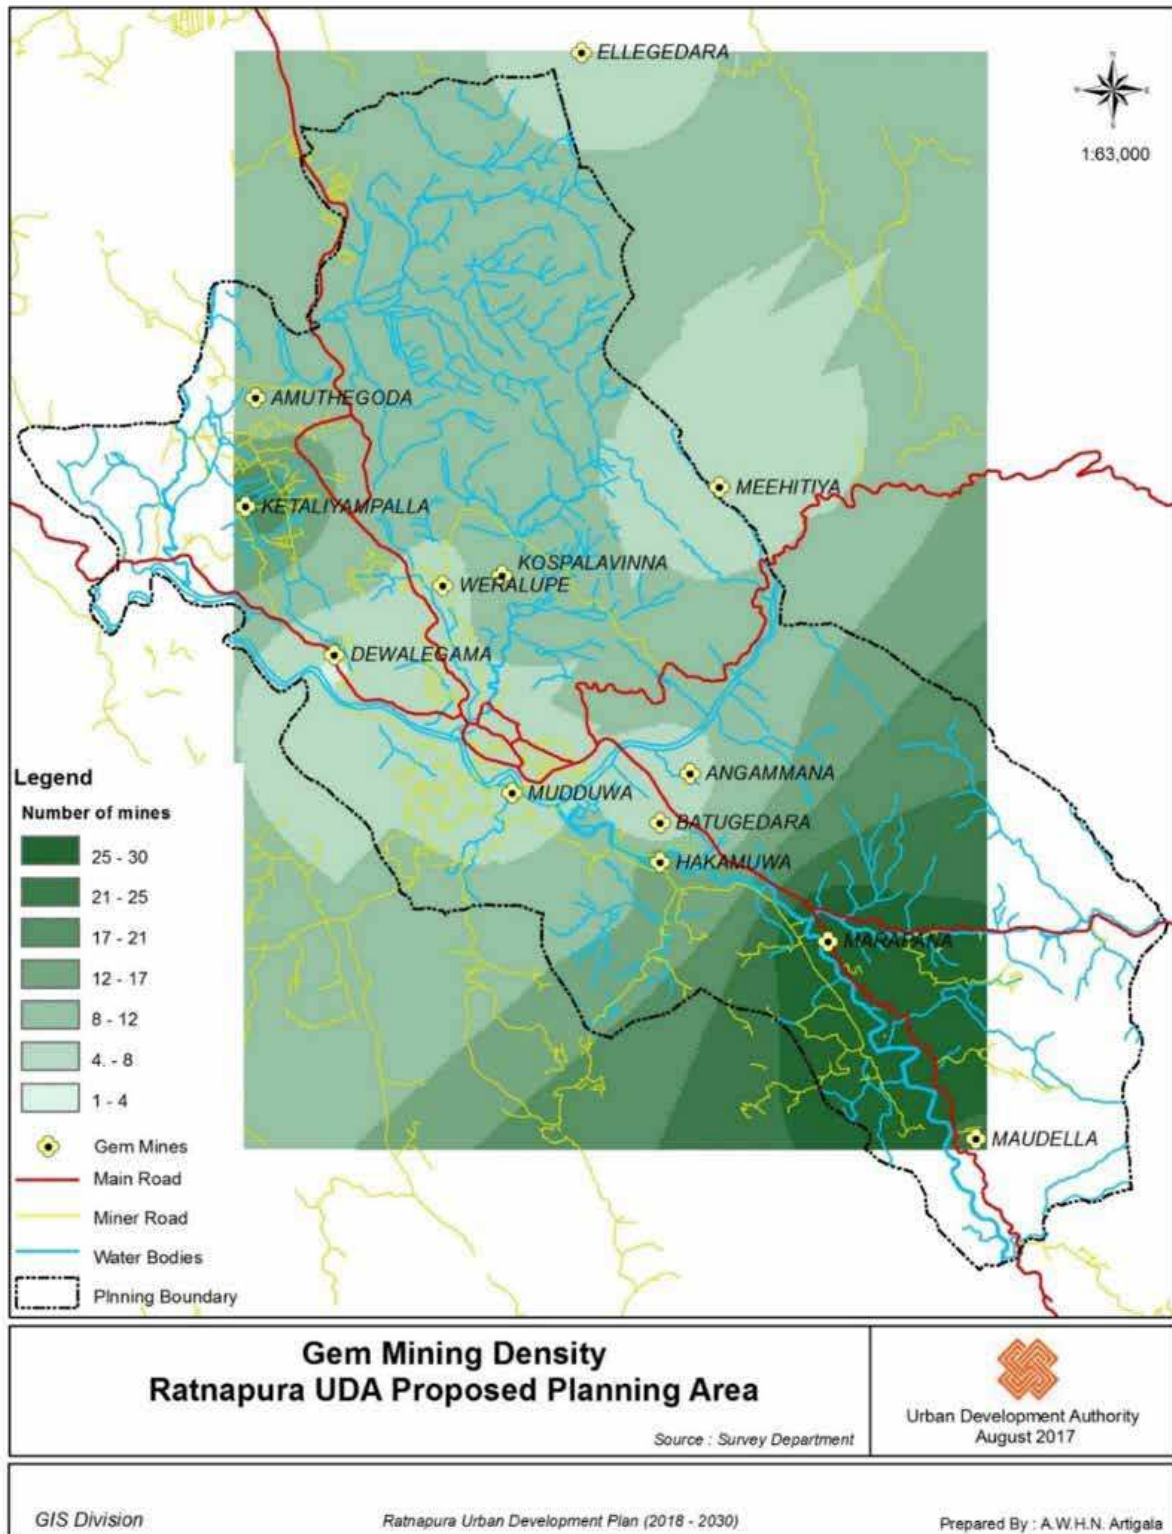 ELLEGEDARA
1:63,000
AMUTHEGODA
MEEHITIYA
KETALIYAMPALLA
KOSPALAVINNA
WERALUPE
DEWALEGAMA
ANGAMMANA
MUDDUWA
BATUGEDARA
HAKAMUWA
MARAPANA
MAUDELLA
Legend
Number of mines
25 - 30
21 - 25
17 - 21
12 - 17
8 - 12
4. - 8
1 - 4
Gem Mines
Main Road
Miner Road
Water Bodies
Plnning Boundary
Gem Mining Density
Ratnapura UDA Proposed Planning Area
Source : Survey Department
Urban Development Authority
August 2017
GIS Division
Ratnapura Urban Development Plan (2018 - 2030)
Prepared By : A.W.H.N. Artigala